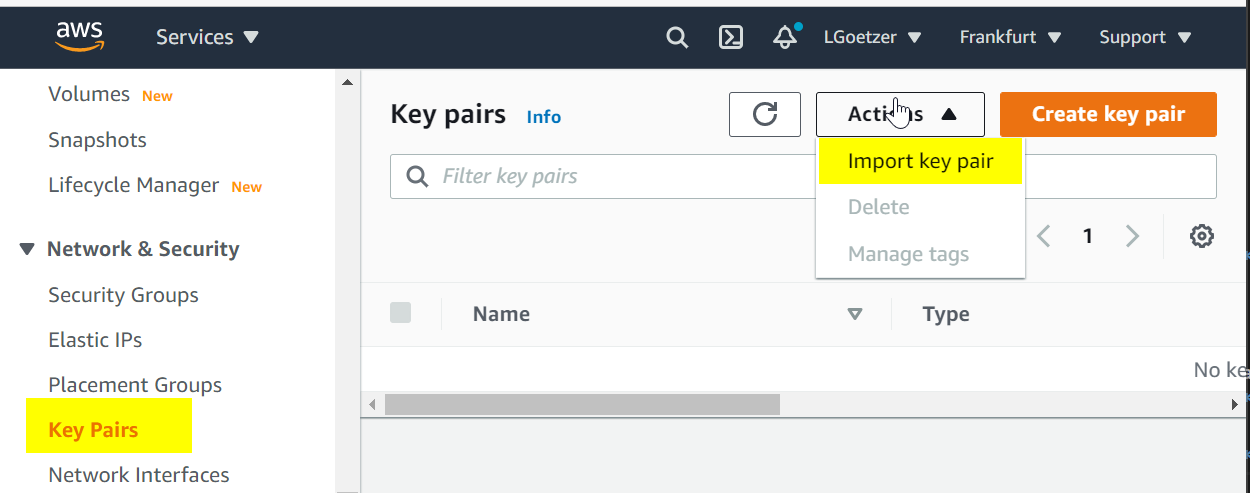 aws
Services
LGoetzer
Frankfurt
Support
Volumes New
Snapshots
Lifecycle Manager New
Network & Security
Security Groups
Elastic IPs
Placement Groups
Key Pairs
Network Interfaces
Key pairs Info
Actions
Create key pair
Filter key pairs
Import key pair
Delete
Manage tags
1
Name
Type
No